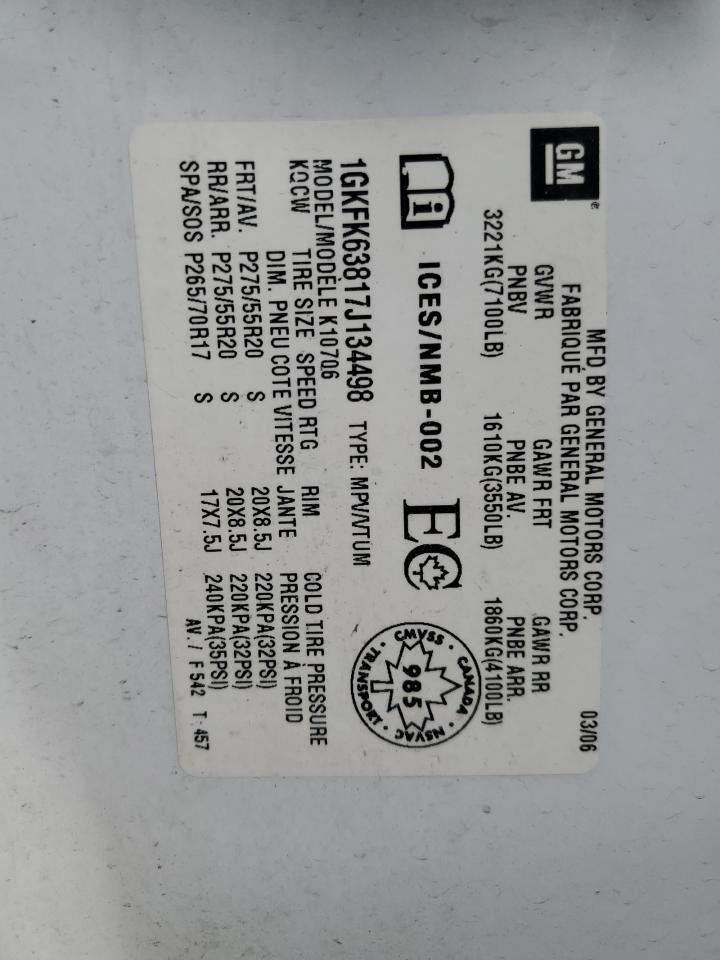 GM®
MFD BY GENERAL MOTORS CORP. 03/06
FABRIQUÉ PAR GENERAL MOTORS CORP.
GVWR GAWR FRT GAWR RR
PNBV PNBE AV. PNBE ARR.
3221KG(7100LB) 1610KG(3550LB) 1860KG(4100LB)
i ICES/NMB-002 EC
CANADA · NSVAC · TRANSPORT · CMVSS
985
1GKFK63817J134498 TYPE: MPV/VTUM
MODEL/MODÈLE K10706
KQCW TIRE SIZE SPEED RTG RIM COLD TIRE PRESSURE
DIM. PNEU COTE VITESSE JANTE PRESSION À FROID
FRT/AV. P275/55R20 S 20X8.5J 220KPA(32PSI)
RR/ARR. P275/55R20 S 20X8.5J 220KPA(32PSI)
SPA/SOS P265/70R17 S 17X7.5J 240KPA(35PSI)
AV. / F542 T 457